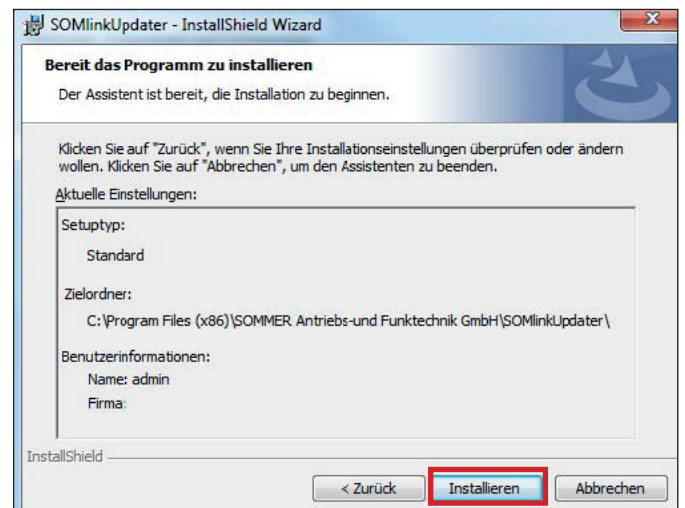 SOMlinkUpdater - InstallShield Wizard
Bereit das Programm zu installieren
Der Assistent ist bereit, die Installation zu beginnen.
Klicken Sie auf "Zurück", wenn Sie Ihre Installationseinstellungen überprüfen oder ändern
wollen. Klicken Sie auf "Abbrechen", um den Assistenten zu beenden.
Aktuelle Einstellungen:
Setuptyp:
Standard
Zielordner:
C:\Program Files (x86)\SOMMER Antriebs-und Funktechnik GmbH\SOMlinkUpdater\
Benutzerinformationen:
Name: admin
Firma:
InstallShield
< Zurück Installieren Abbrechen